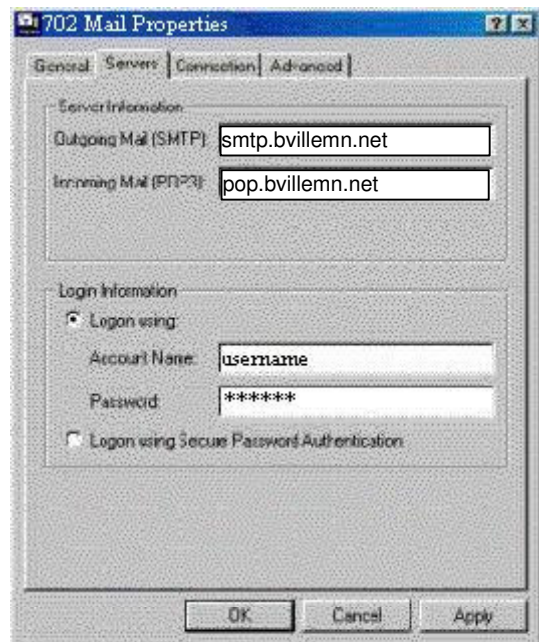 702 Mail Properties
General Servers Connection Advanced
Server Information
Outgoing Mail (SMTP): smtp.bvillemn.net
Incoming Mail (POP3): pop.bvillemn.net
Login Information
Logon using:
Account Name: username
Password: ******
Logon using Secure Password Authentication
OK Cancel Apply